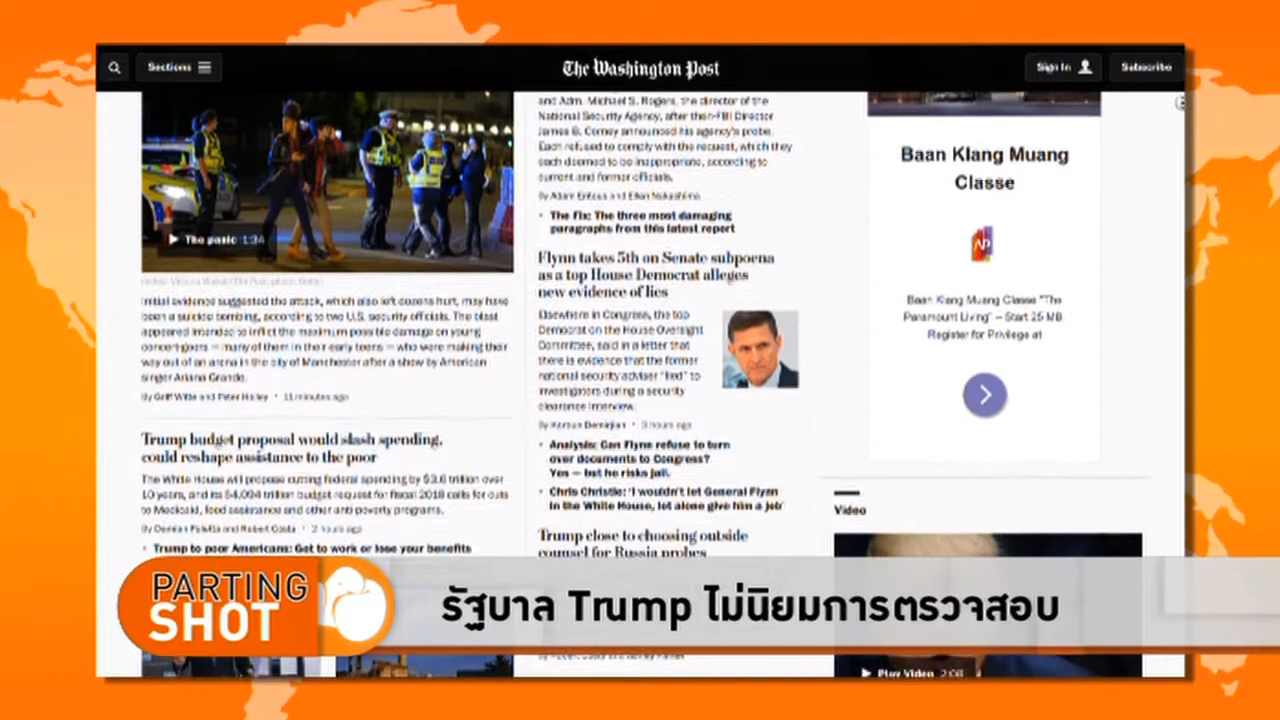 Sections
The Washington Post
Sign In
Subscribe
The panic 1:34
Initial evidence suggested the attack, which also left dozens hurt, may have
been a suicide bombing, according to two U.S. security officials. The blast
appeared intended to inflict the maximum possible damage on young
concertgoers — many of them in their early teens — who were making their
way out of an arena in the city of Manchester after a show by American
singer Ariana Grande.
By Griff Witte and Peter Holley • 11 minutes ago
Trump budget proposal would slash spending,
could reshape assistance to the poor
The White House will propose cutting federal spending by $3.6 trillion over
10 years, and its $4.094 trillion budget request for fiscal 2018 calls for cuts
to Medicaid, food assistance and other anti-poverty programs.
By Damian Paletta and Robert Costa • 2 hours ago
• Trump to poor Americans: Get to work or lose your benefits
and Adm. Michael S. Rogers, the director of the
National Security Agency, after then-FBI Director
James B. Comey announced his agency's probe.
Each refused to comply with the request, which they
each deemed to be inappropriate, according to
current and former officials.
By Adam Entous and Ellen Nakashima
• The Fix: The three most damaging
paragraphs from this latest report
Flynn takes 5th on Senate subpoena
as a top House Democrat alleges
new evidence of lies
Elsewhere in Congress, the top
Democrat on the House Oversight
Committee, said in a letter that
there is evidence that the former
national security adviser "lied" to
investigators during a security
clearance interview.
By Karoun Demirjian • 3 hours ago
• Analysis: Can Flynn refuse to turn
over documents to Congress?
Yes — but he risks jail.
• Chris Christie: 'I wouldn't let General Flynn
in the White House, let alone give him a job'
Trump close to choosing outside
counsel for Russia probes
Baan Klang Muang
Classe
AP
Baan Klang Muang Classe "The
Paramount Living" – Start 25 MB.
Register for Privilege at
Video
Play Video 2:08
PARTING
SHOT
รัฐบาล Trump ไม่นิยมการตรวจสอบ